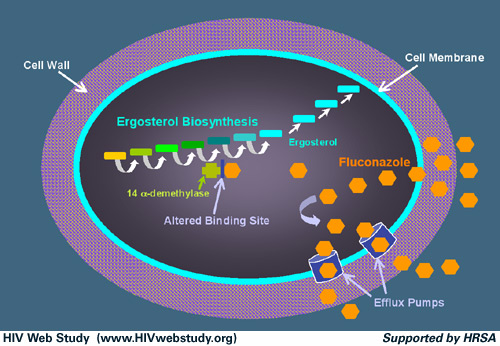 Cell Wall
Cell Membrane
Ergosterol Biosynthesis
Ergosterol
Fluconazole
14 α-demethylase
Altered Binding Site
Efflux Pumps
HIV Web Study (www.HIVwebstudy.org)
Supported by HRSA